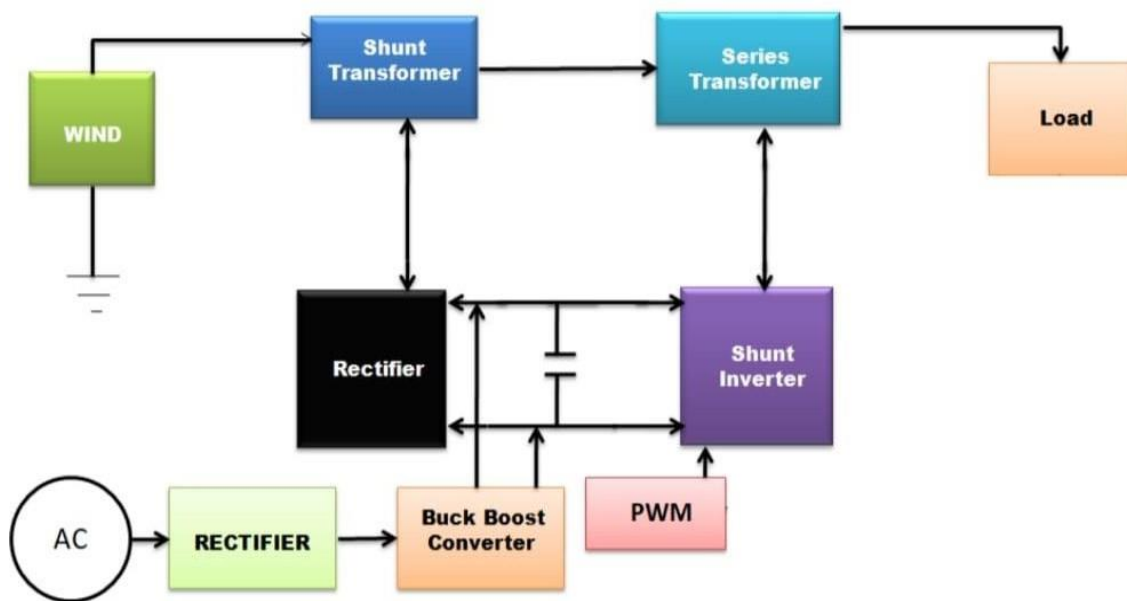 Shunt
Transformer
Series
Transformer
WIND
Load
Rectifier
Shunt
Inverter
AC
RECTIFIER
Buck Boost
Converter
PWM